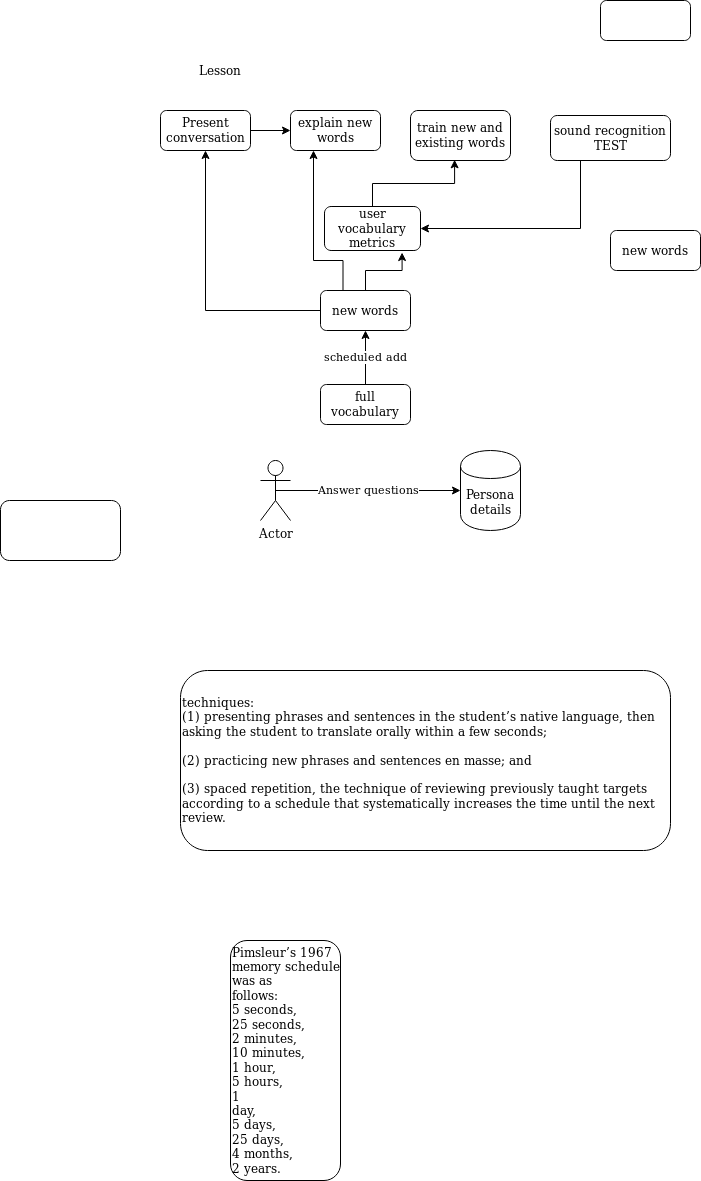 Lesson
Present
conversation
explain new
words
train new and
existing words
sound recognition
TEST
user
vocabulary
metrics
new words
new words
scheduled add
full
vocabulary
Answer questions
Persona
details
Actor
techniques:
(1) presenting phrases and sentences in the student’s native language, then
asking the student to translate orally within a few seconds;
(2) practicing new phrases and sentences en masse; and
(3) spaced repetition, the technique of reviewing previously taught targets
according to a schedule that systematically increases the time until the next
review.
Pimsleur’s 1967
memory schedule
was as
follows:
5 seconds,
25 seconds,
2 minutes,
10 minutes,
1 hour,
5 hours,
1
day,
5 days,
25 days,
4 months,
2 years.